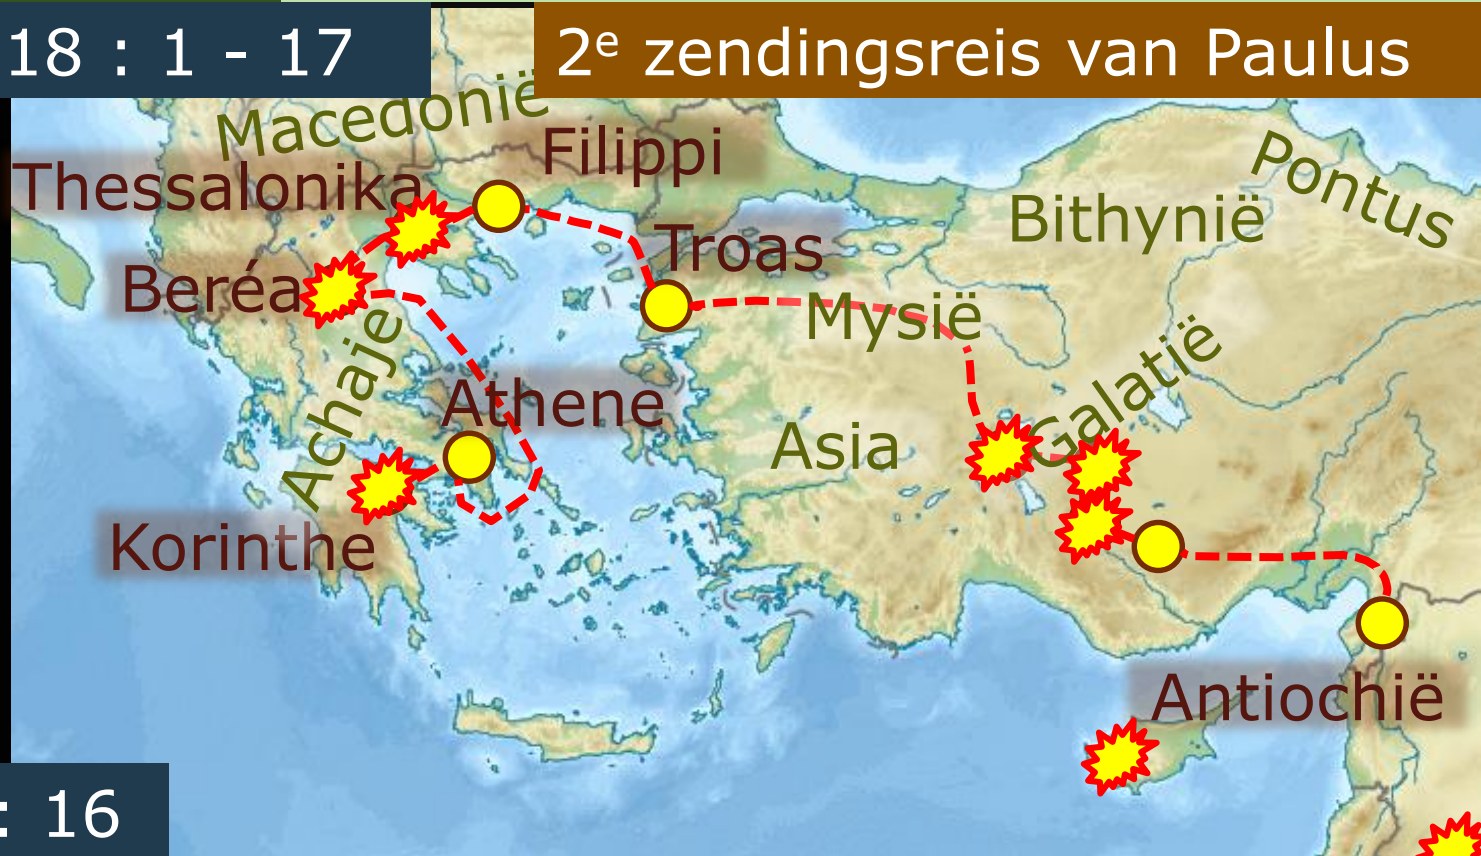 18 : 1 - 17
2e zendingsreis van Paulus
Macedonië
Filippi
Pontus
Thessalonika
Bithynië
Troas
Beréa
Mysië
Galatië
Achaje
Athene
Asia
Korinthe
Antiochië
: 16